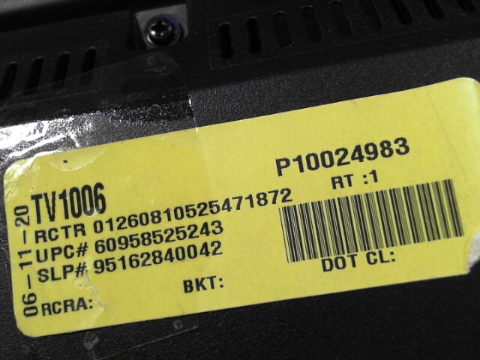 06-11-20
TV1006
P10024983
RCTR 01260810525471872
RT :1
UPC# 60958525243
SLP# 95162840042
DOT CL:
BKT:
RCRA: